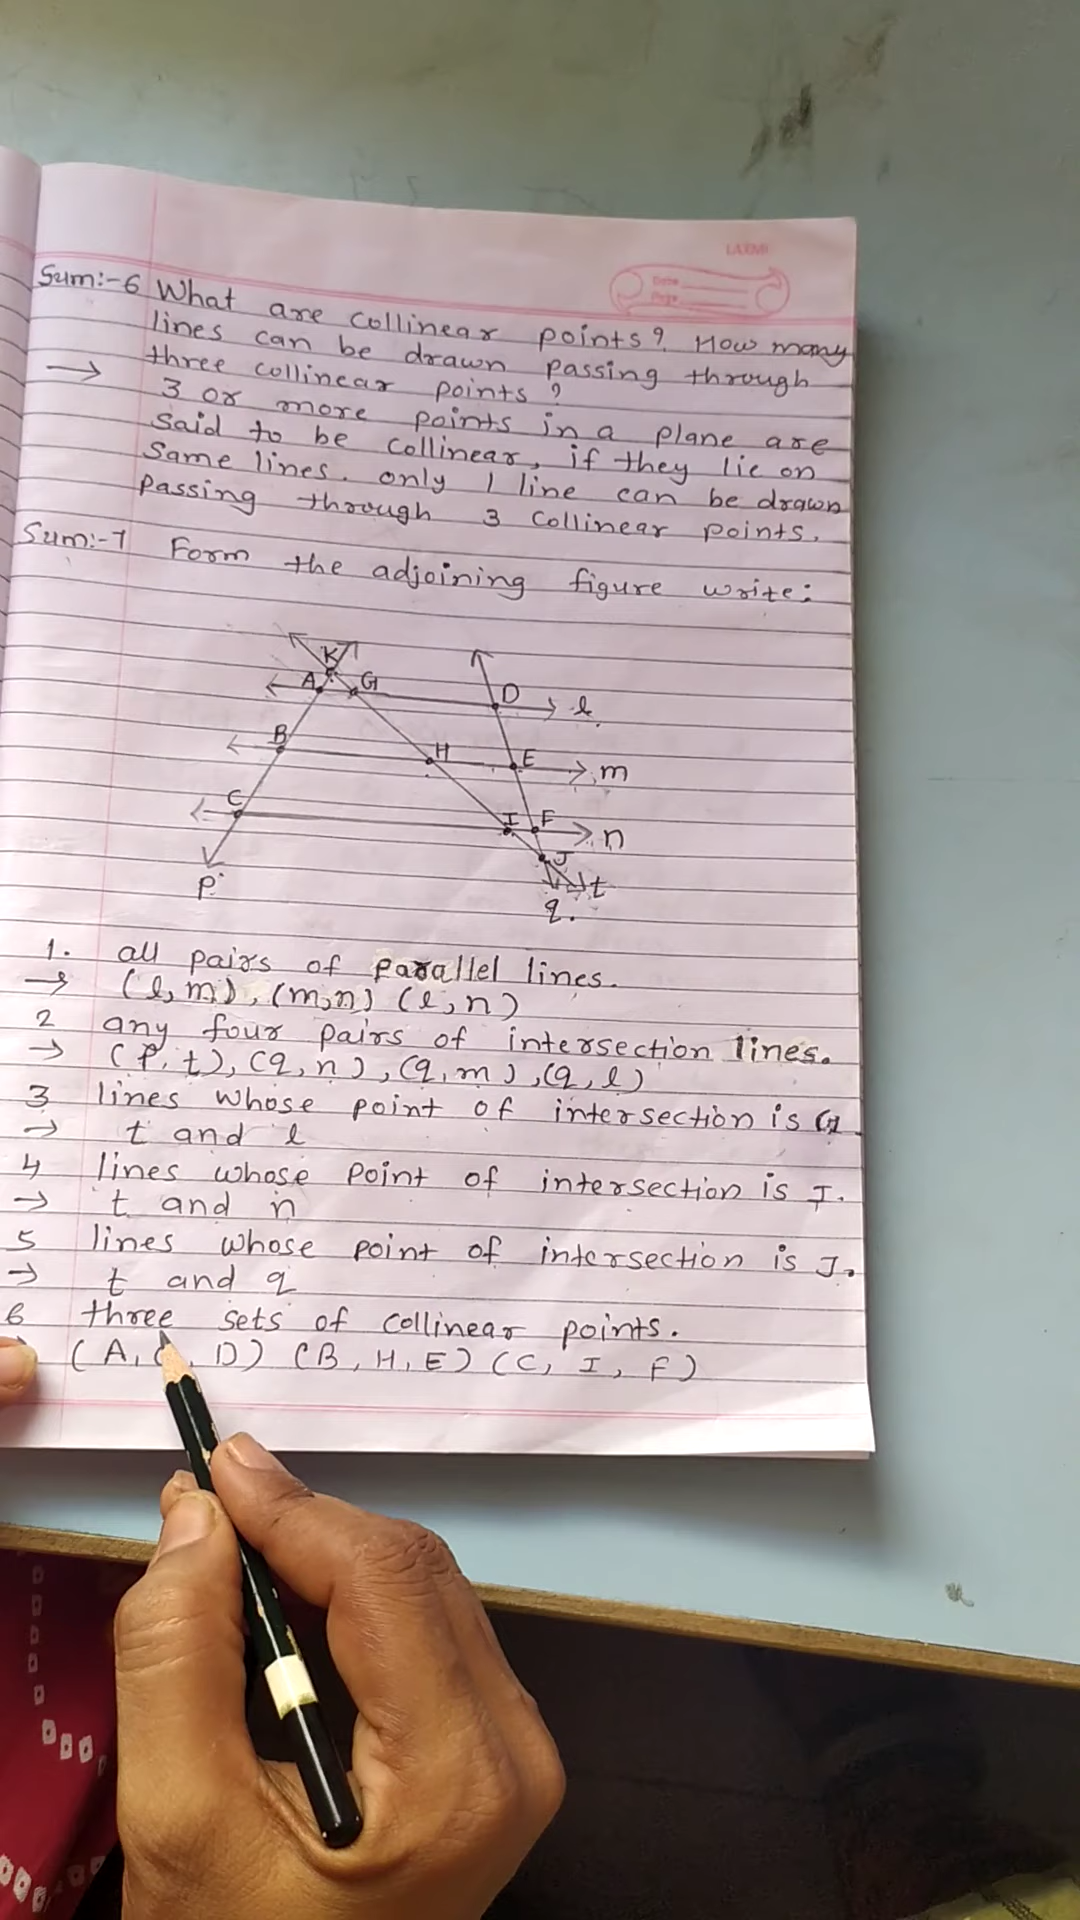 LAXMI
Date
Page
Sum:-6 What are collinear points? How many
lines can be drawn passing through
three collinear points?
→ 3 or more points in a plane are
said to be collinear, if they lie on
same lines. only 1 line can be drawn
passing through 3 collinear points.
Sum:-7 Form the adjoining figure write:
K
A G D l
B H E m
C I F n
J
P t
q.
1. all pairs of parallel lines.
→ (l,m), (m,n) (l,n)
2 any four pairs of intersection lines.
→ (P,t), (q,n), (q,m), (q,l)
3 lines whose point of intersection is G
→ t and l
4 lines whose point of intersection is I.
→ t and n
5 lines whose point of intersection is J.
→ t and q
6 three sets of collinear points.
(A, D) (B, H, E) (C, I, F)